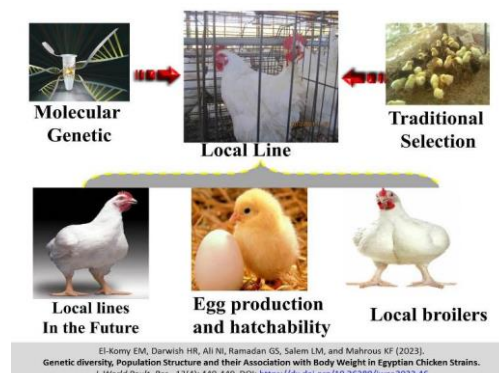 Molecular
Genetic
Local Line
Traditional
Selection
Local lines
In the Future
Egg production
and hatchability
Local broilers
El-Komy EM, Darwish HR, Ali NI, Ramadan GS, Salem LM, and Mahrous KF (2023).
Genetic diversity, Population Structure and their Association with Body Weight in Egyptian Chicken Strains.